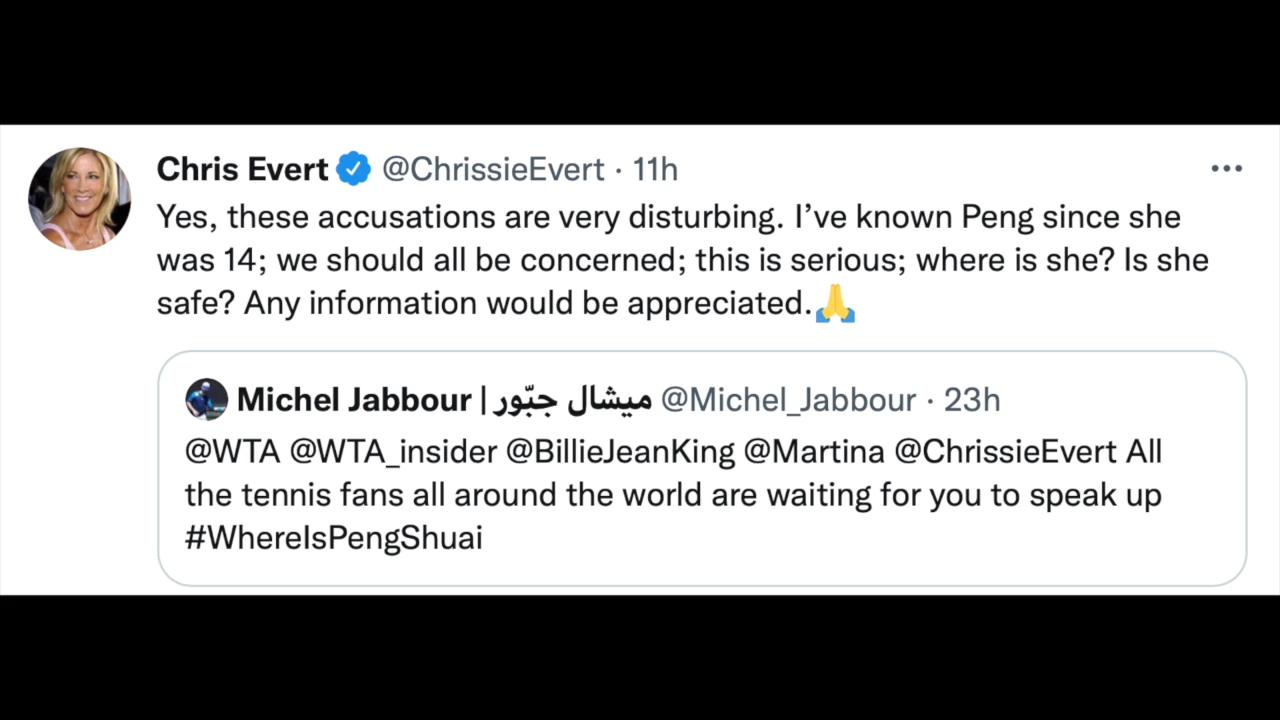 Chris Evert @ChrissieEvert · 11h
Yes, these accusations are very disturbing. I’ve known Peng since she
was 14; we should all be concerned; this is serious; where is she? Is she
safe? Any information would be appreciated.🙏
Michel Jabbour | ميشال جبّور @Michel_Jabbour · 23h
@WTA @WTA_insider @BillieJeanKing @Martina @ChrissieEvert All
the tennis fans all around the world are waiting for you to speak up
#WhereIsPengShuai